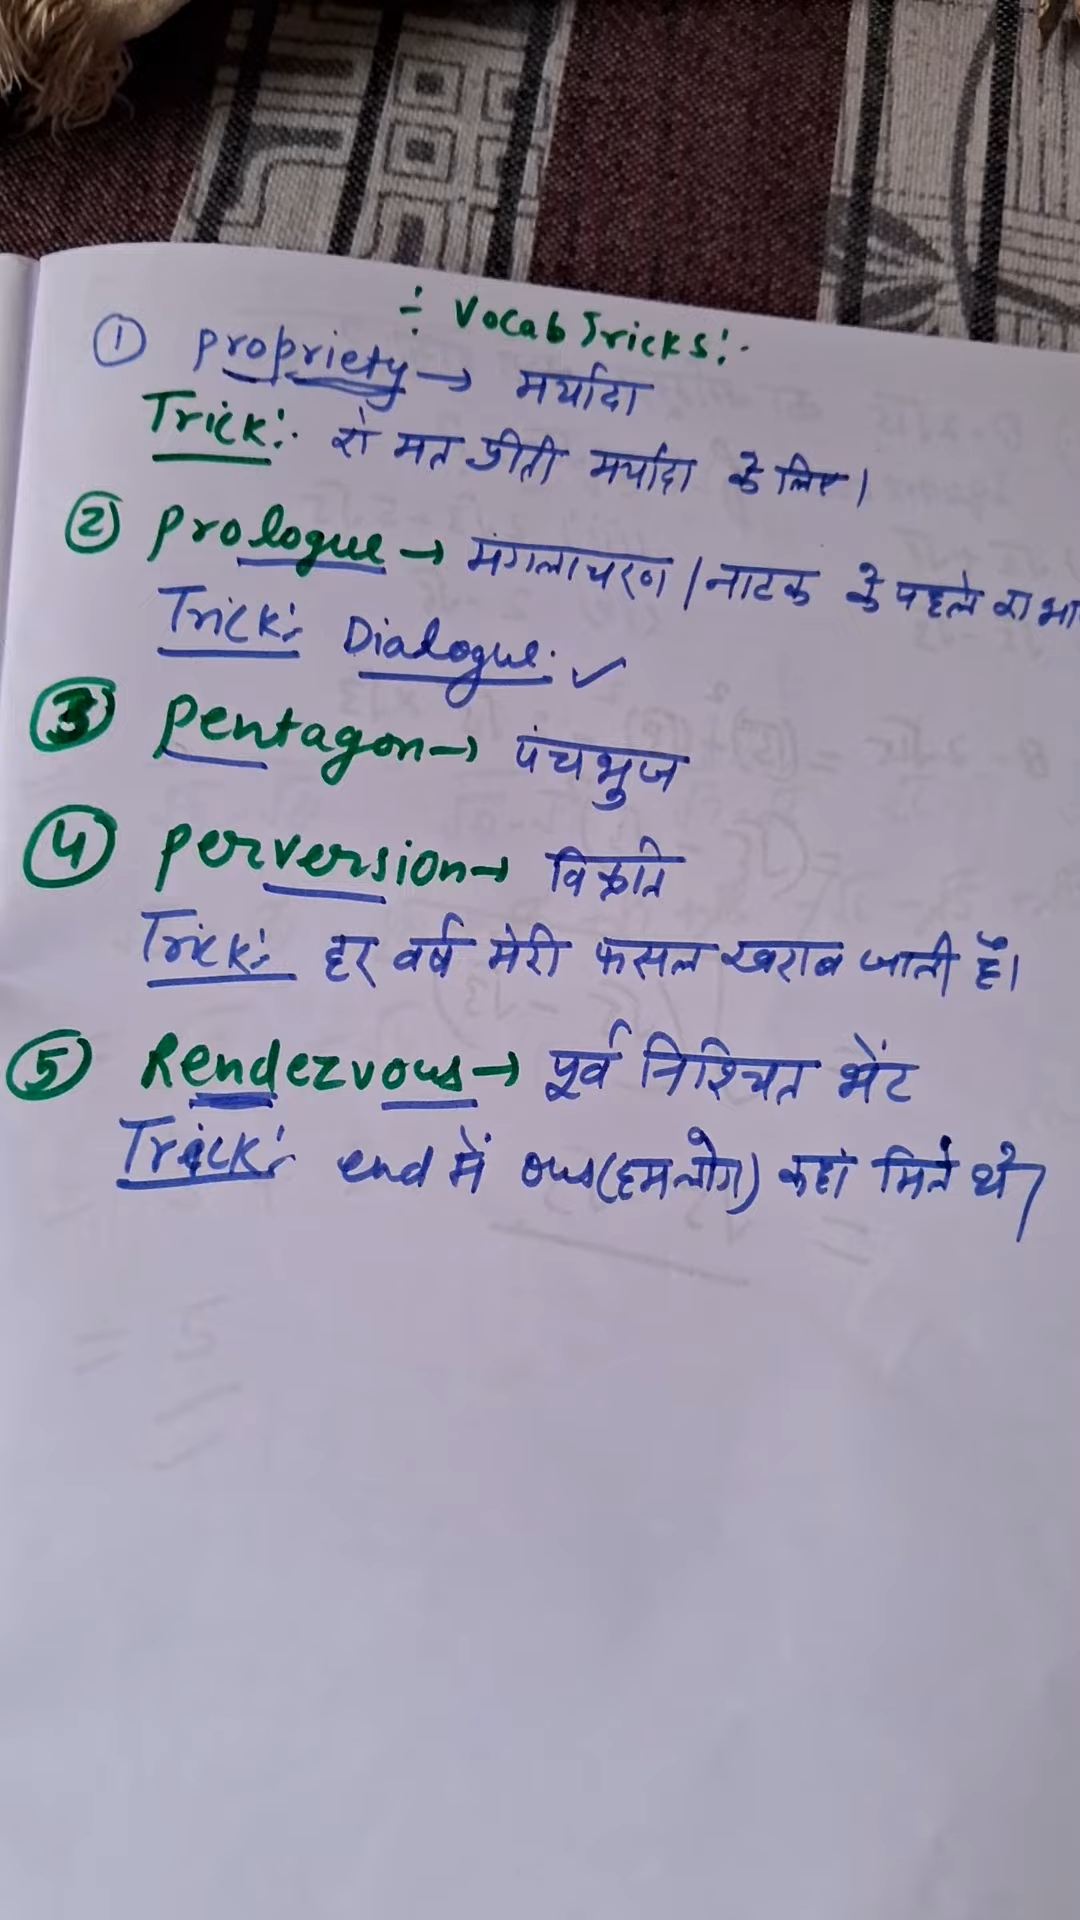 ÷ Vocab Tricks:-
① Propriety → मर्यादा
Trick:- रो मत प्रीती मर्यादा के लिए।
② Prologue → मंगलाचरण / नाटक के पहले का भा
Trick:- Dialogue. ✓
③ Pentagon → पंचभुज
④ Perversion → विकृति
Trick:- हर वर्ष मेरी फसल खराब जाती है।
⑤ Rendezvous → पूर्व निश्चित भेंट
Trick:- end में ous(हमलोग) कहां मिले थे